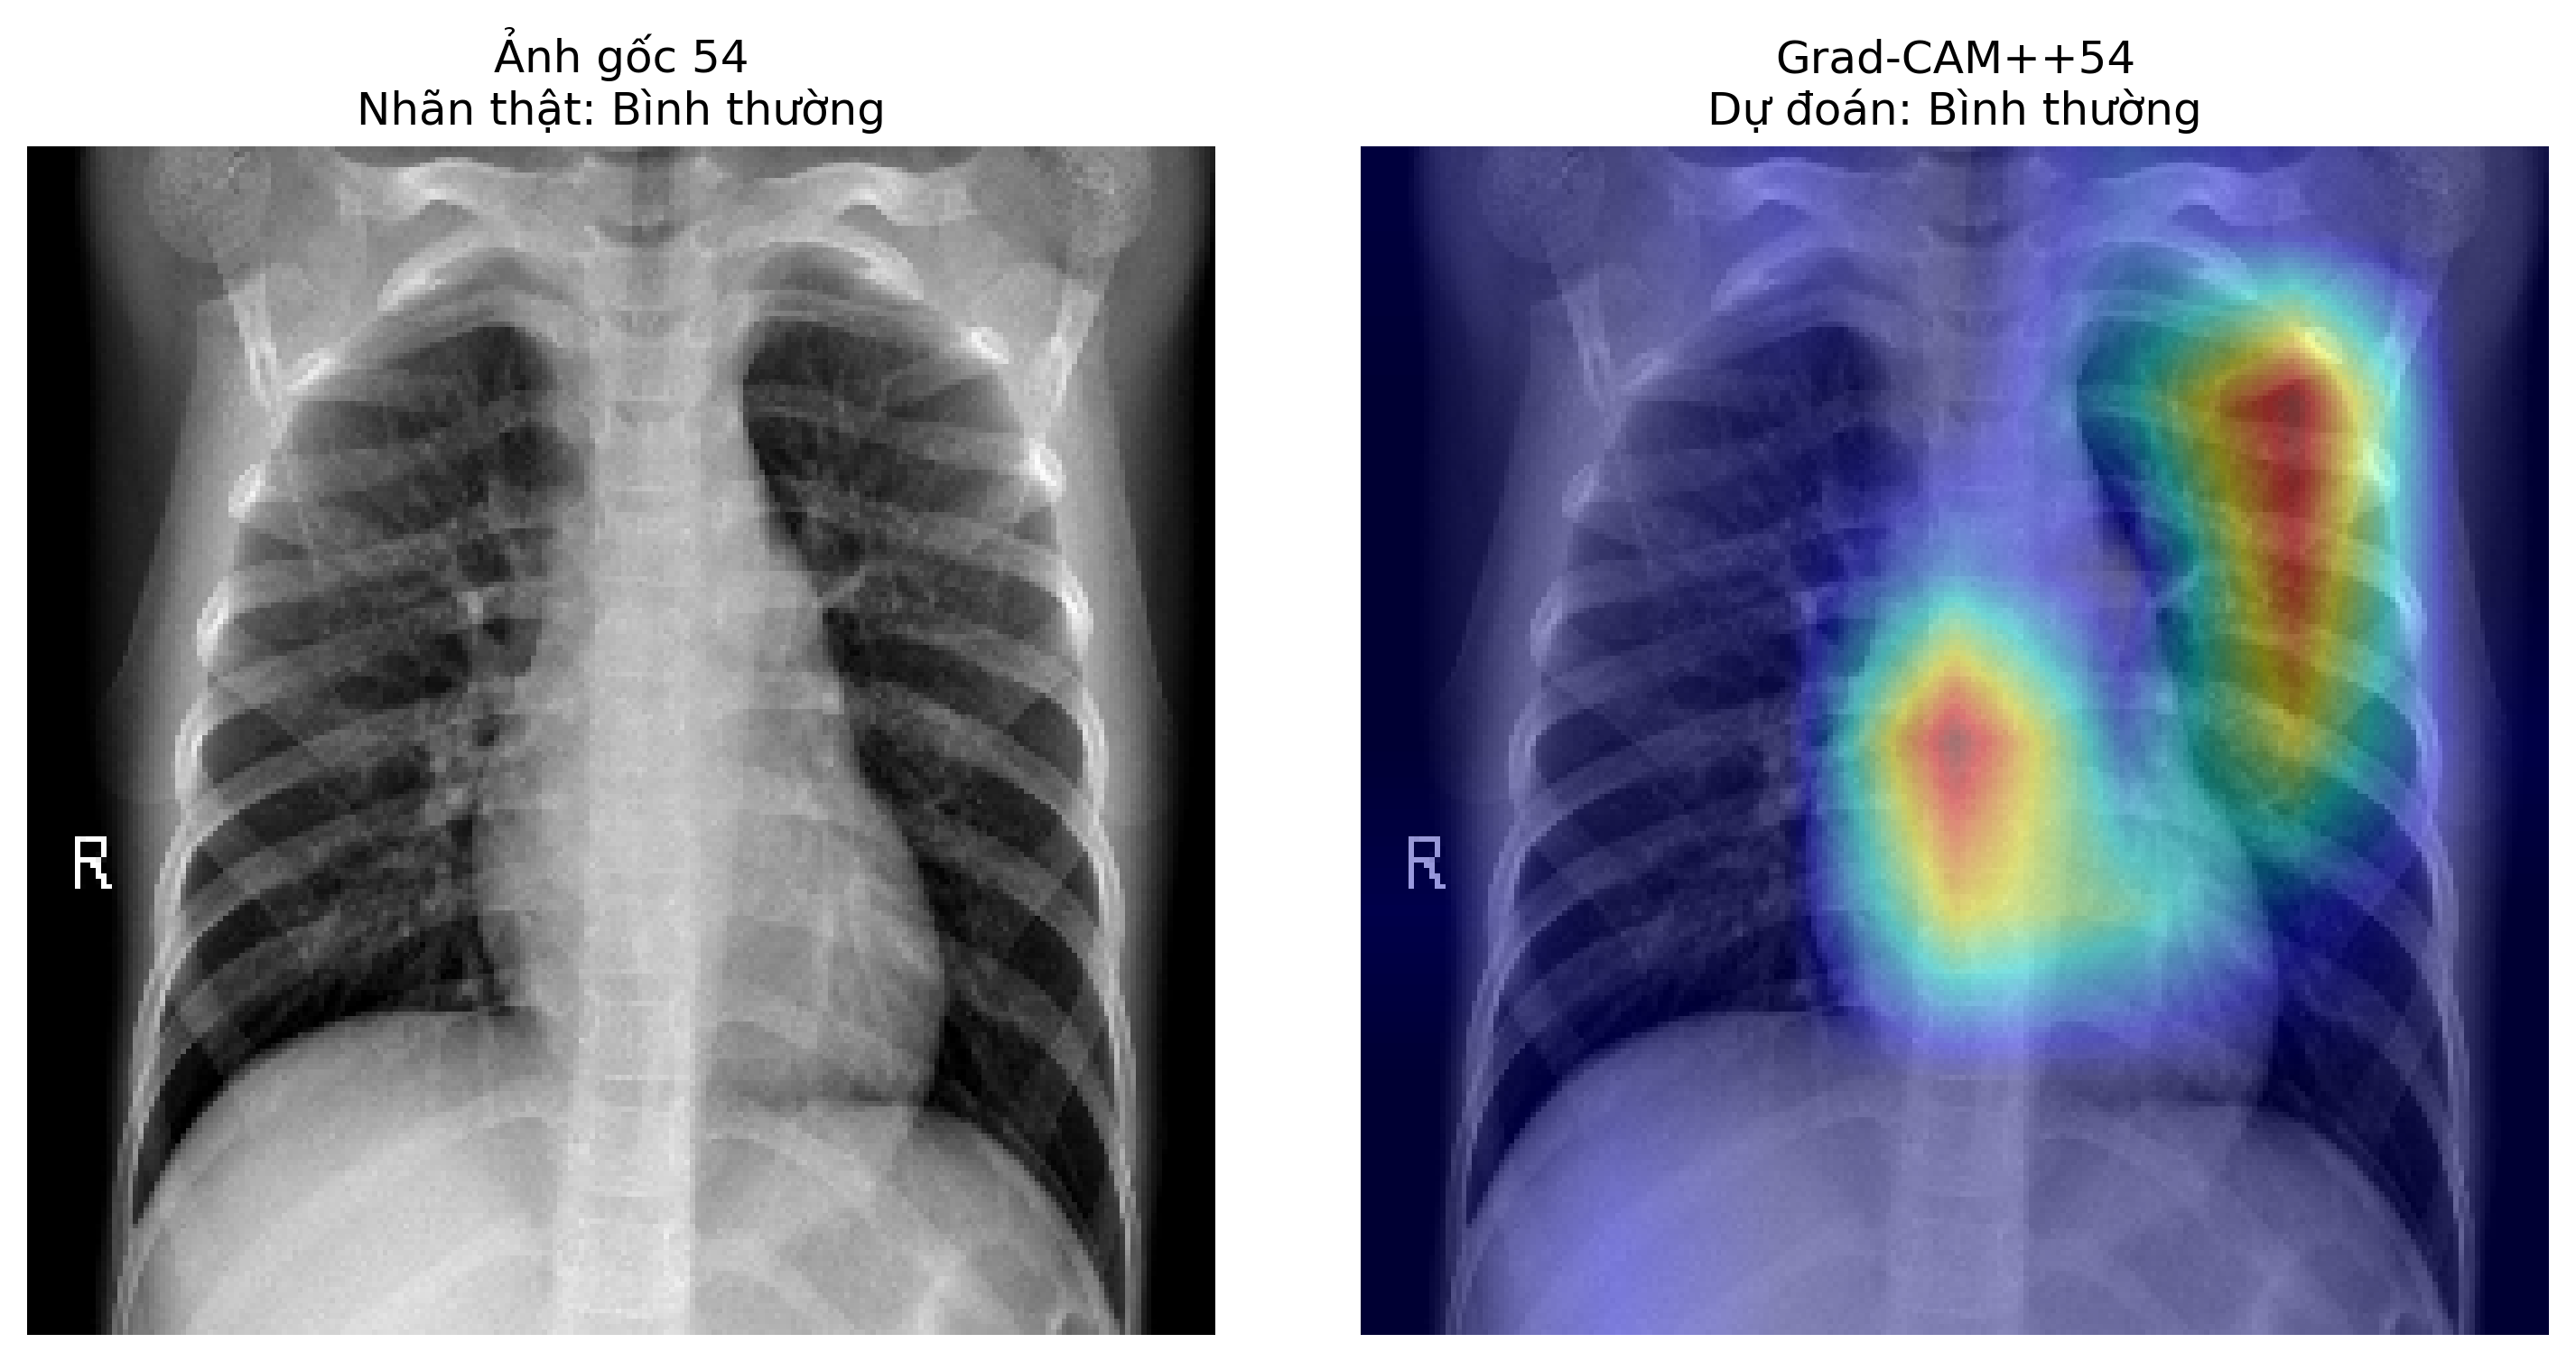 Ảnh gốc 54
Nhãn thật: Bình thường
Grad-CAM++54
Dự đoán: Bình thường
R
R